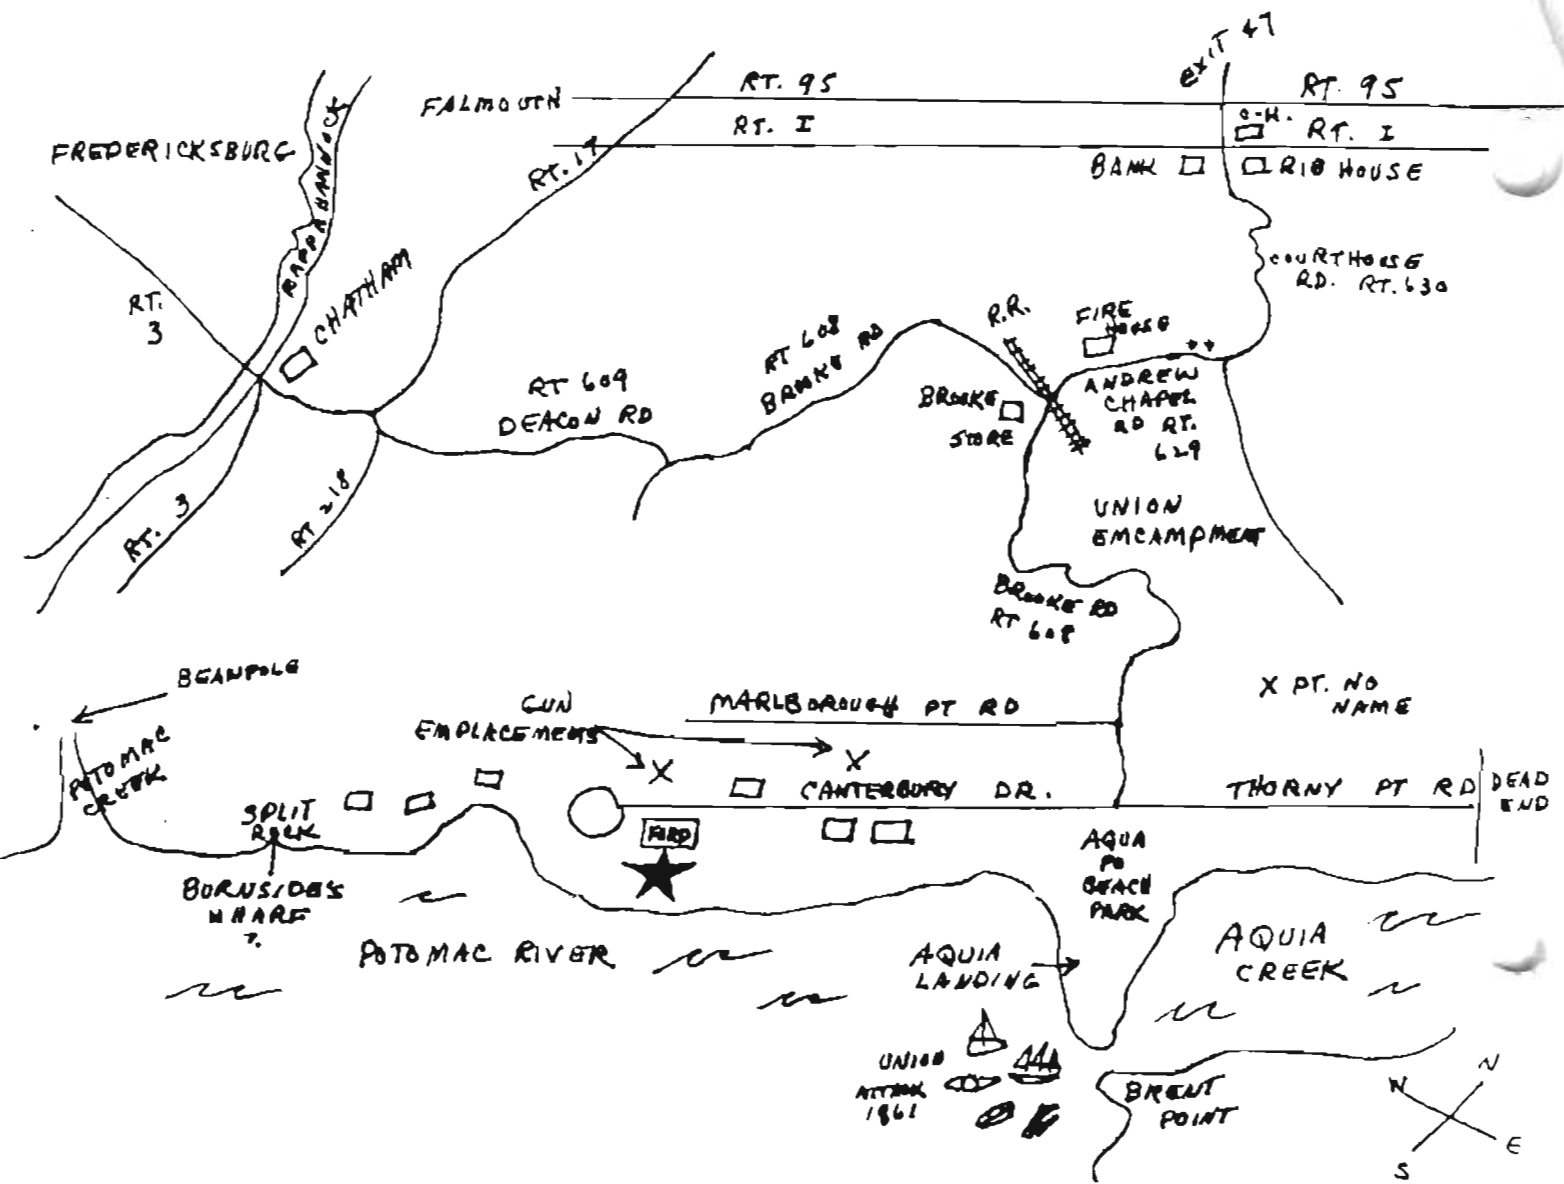 EXIT 47
RT. 95
RT. 95
FALMOUTH
RT. I
C-H.
RT. I
FREDERICKSBURG
RAPPAHANNOCK
RT. 17
BANK
RIB HOUSE
COURTHOUSE
RD. RT. 630
RT.
3
CHATHAM
R.R.
FIRE
HOUSE
RT 608
BROOKE RD
RT 609
DEACON RD
BROOKE
STORE
ANDREW
CHAPEL
RD RT.
629
RT. 3
RT 218
UNION
EMCAMPMENT
BROOKE RD
RT 608
BEANPOLE
X PT. NO
NAME
GUN
EMPLACEMENTS
MARLBOROUGH PT RD
POTOMAC
CREEK
X
X
CANTERBURY DR.
THORNY PT RD
DEAD
END
SPLIT
ROCK
FORD
AQUA
PO
BEACH
PARK
BURNSIDE'S
WHARF
?
POTOMAC RIVER
AQUIA
LANDING
AQUIA
CREEK
UNION
ATTACK
1861
BRENT
POINT
N
W
E
S